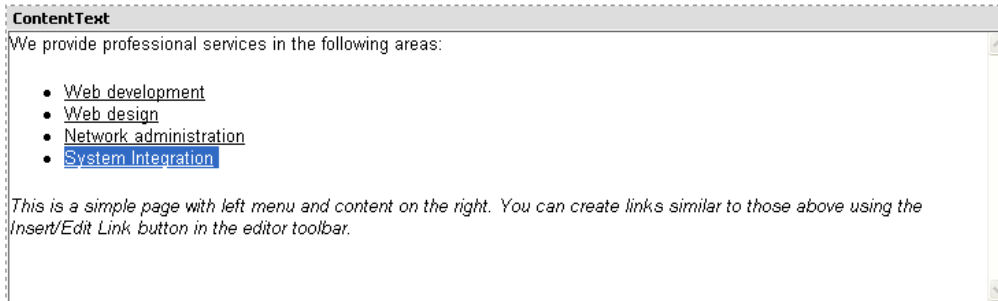 ContentText
We provide professional services in the following areas:
Web development
Web design
Network administration
System Integration
This is a simple page with left menu and content on the right. You can create links similar to those above using the
Insert/Edit Link button in the editor toolbar.